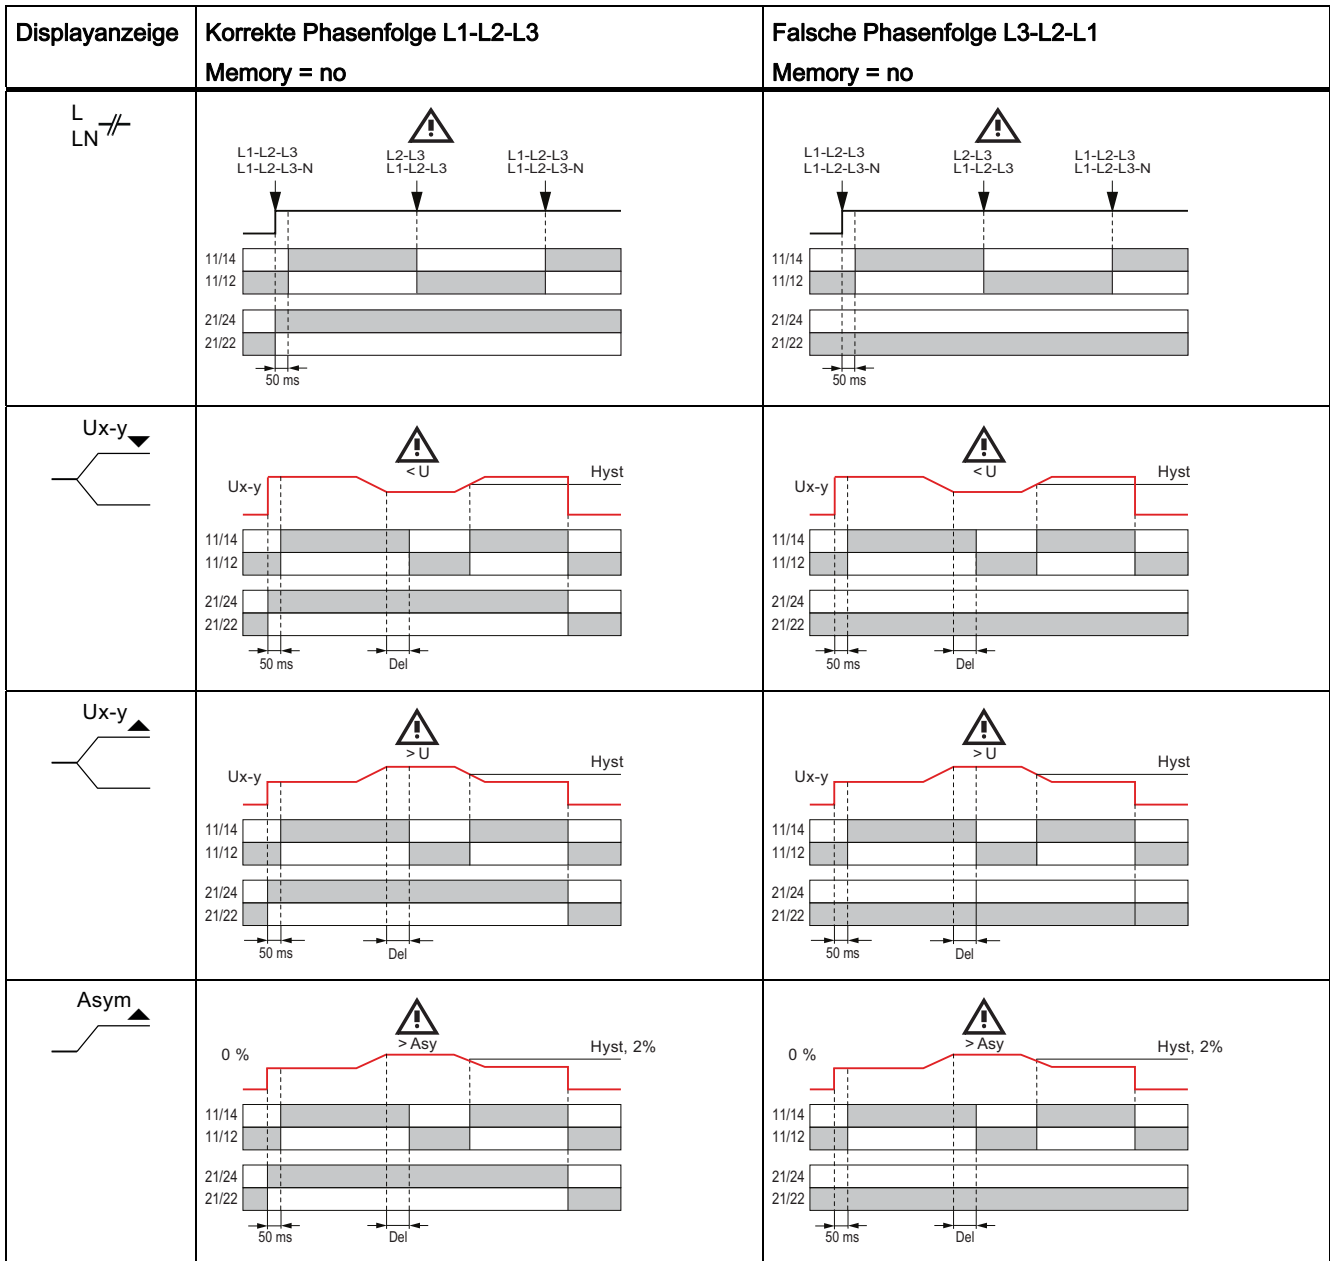 Displayanzeige
Korrekte Phasenfolge L1-L2-L3
Memory = no
Falsche Phasenfolge L3-L2-L1
Memory = no
L
LN
L1-L2-L3
L1-L2-L3-N
L2-L3
L1-L2-L3
L1-L2-L3
L1-L2-L3-N
11/14
11/12
21/24
21/22
50 ms
L1-L2-L3
L1-L2-L3-N
L2-L3
L1-L2-L3
L1-L2-L3
L1-L2-L3-N
11/14
11/12
21/24
21/22
50 ms
Ux-y
< U
Hyst
Ux-y
11/14
11/12
21/24
21/22
50 ms
Del
< U
Hyst
Ux-y
11/14
11/12
21/24
21/22
50 ms
Del
Ux-y
> U
Hyst
Ux-y
11/14
11/12
21/24
21/22
50 ms
Del
> U
Hyst
Ux-y
11/14
11/12
21/24
21/22
50 ms
Del
Asym
> Asy
Hyst, 2%
0 %
11/14
11/12
21/24
21/22
50 ms
Del
> Asy
Hyst, 2%
0 %
11/14
11/12
21/24
21/22
50 ms
Del